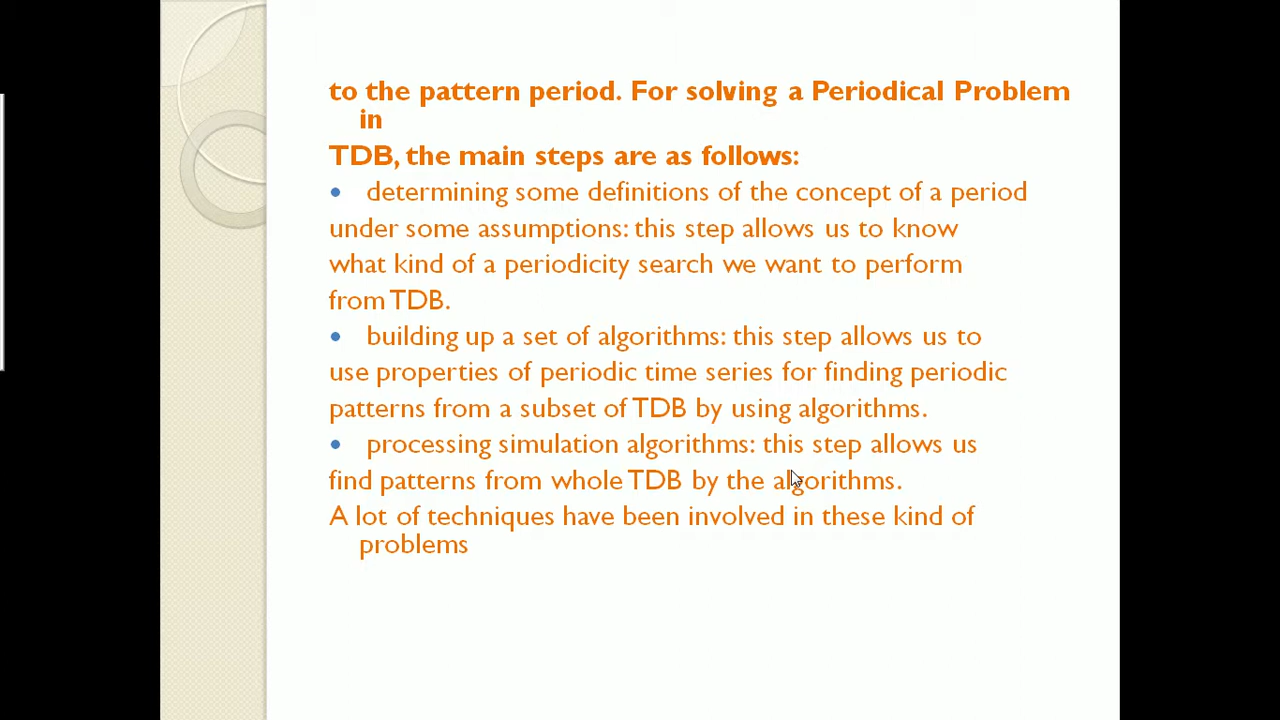 to the pattern period. For solving a Periodical Problem
in
TDB, the main steps are as follows:
• determining some definitions of the concept of a period
under some assumptions: this step allows us to know
what kind of a periodicity search we want to perform
from TDB.
• building up a set of algorithms: this step allows us to
use properties of periodic time series for finding periodic
patterns from a subset of TDB by using algorithms.
• processing simulation algorithms: this step allows us
find patterns from whole TDB by the algorithms.
A lot of techniques have been involved in these kind of
problems